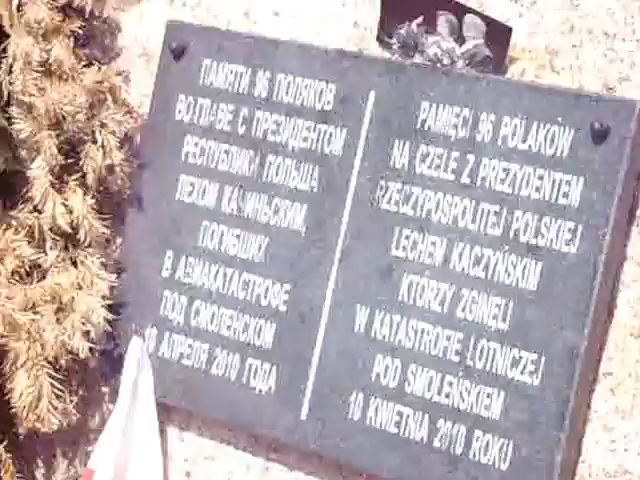 ПАМЯТИ 96 ПОЛЯКОВ
ВО ГЛАВЕ С ПРЕЗИДЕНТОМ
РЕСПУБЛИКИ ПОЛЬША
ЛЕХОМ КАЧИНЬСКИМ,
ПОГИБШИХ
В АВИАКАТАСТРОФЕ
ПОД СМОЛЕНСКОМ
10 АПРЕЛЯ 2010 ГОДА
PAMIĘCI 96 POLAKÓW
NA CZELE Z PREZYDENTEM
RZECZYPOSPOLITEJ POLSKIEJ
LECHEM KACZYŃSKIM
KTÓRZY ZGINĘLI
W KATASTROFIE LOTNICZEJ
POD SMOLEŃSKIEM
10 KWIETNIA 2010 ROKU